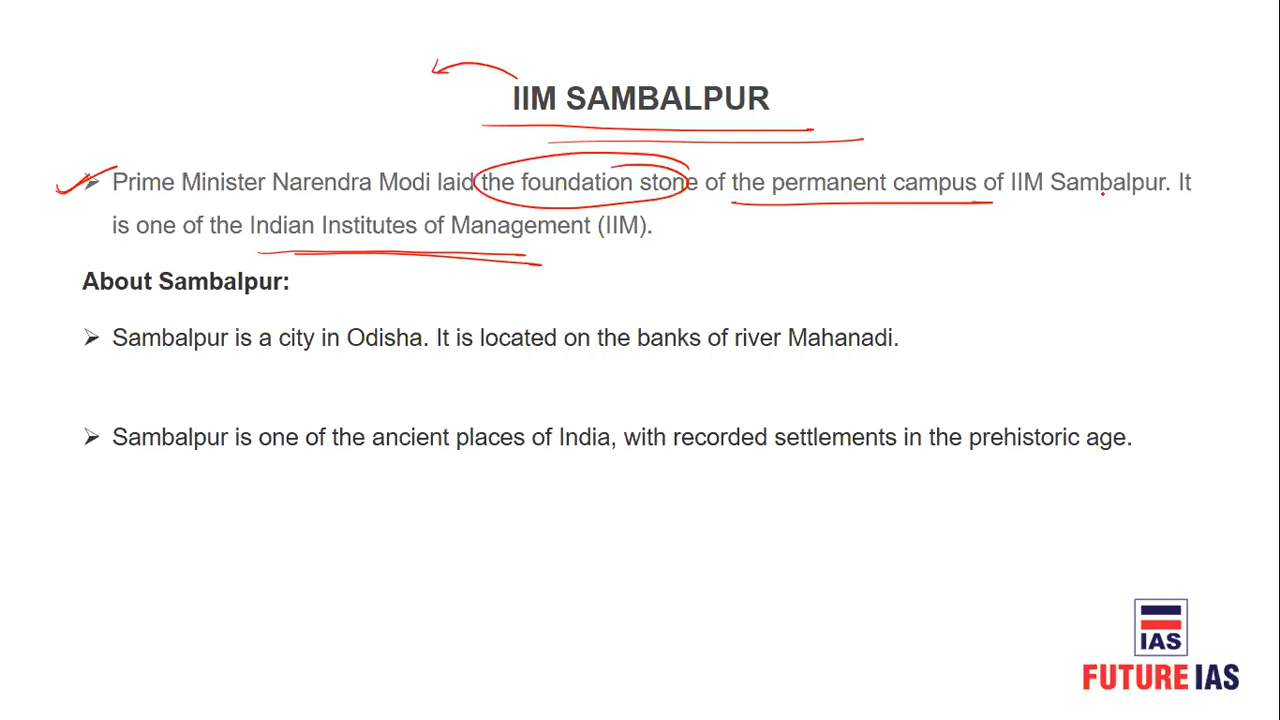 IIM SAMBALPUR
Prime Minister Narendra Modi laid the foundation stone of the permanent campus of IIM Sambalpur. It
is one of the Indian Institutes of Management (IIM).
About Sambalpur:
Sambalpur is a city in Odisha. It is located on the banks of river Mahanadi.
Sambalpur is one of the ancient places of India, with recorded settlements in the prehistoric age.
IAS
FUTURE IAS